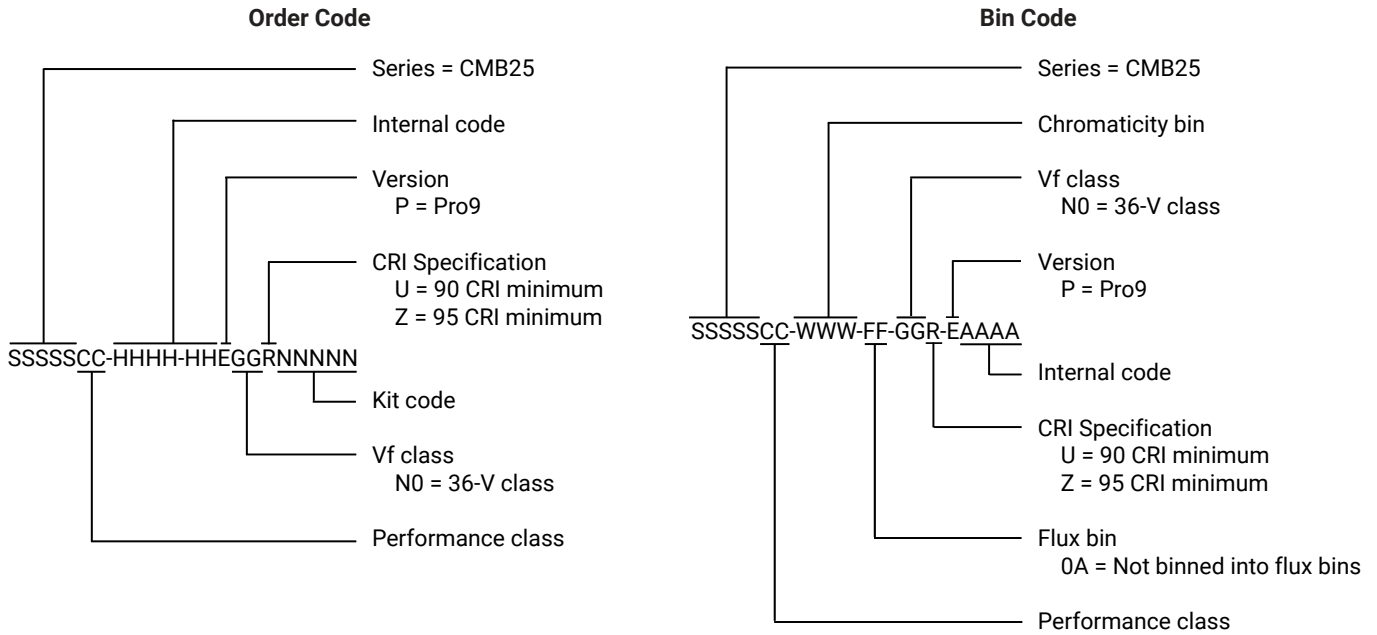 Order Code
Series = CMB25
Internal code
Version
P = Pro9
CRI Specification
U = 90 CRI minimum
Z = 95 CRI minimum
SSSSSCC-HHHH-HHEGGRNNNNN
Kit code
Vf class
N0 = 36-V class
Performance class
Bin Code
Series = CMB25
Chromaticity bin
Vf class
N0 = 36-V class
Version
P = Pro9
SSSSSCC-WWW-FF-GGR-EAAAA
Internal code
CRI Specification
U = 90 CRI minimum
Z = 95 CRI minimum
Flux bin
0A = Not binned into flux bins
Performance class